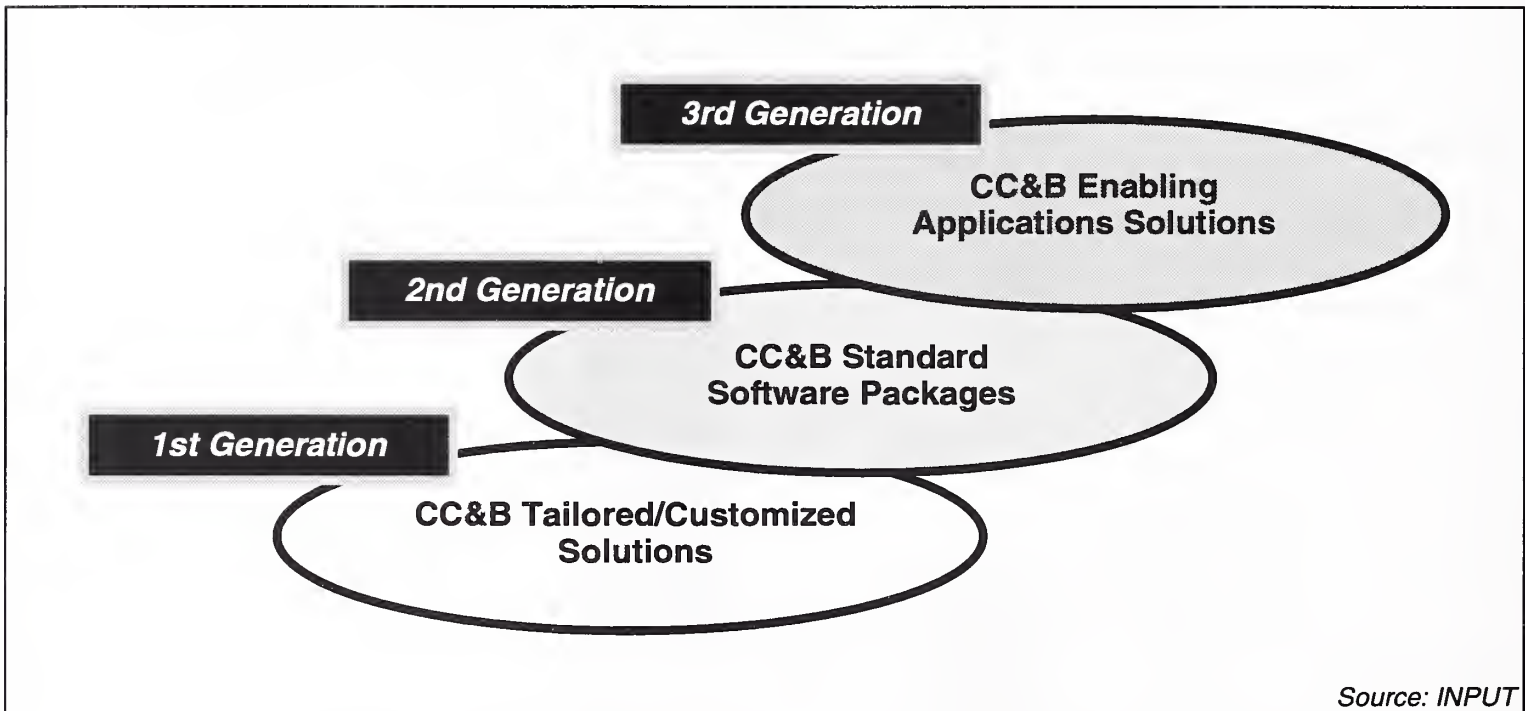 3rd Generation
CC&B Enabling
Applications Solutions
2nd Generation
CC&B Standard
Software Packages
1st Generation
CC&B Tailored/Customized
Solutions
Source: INPUT